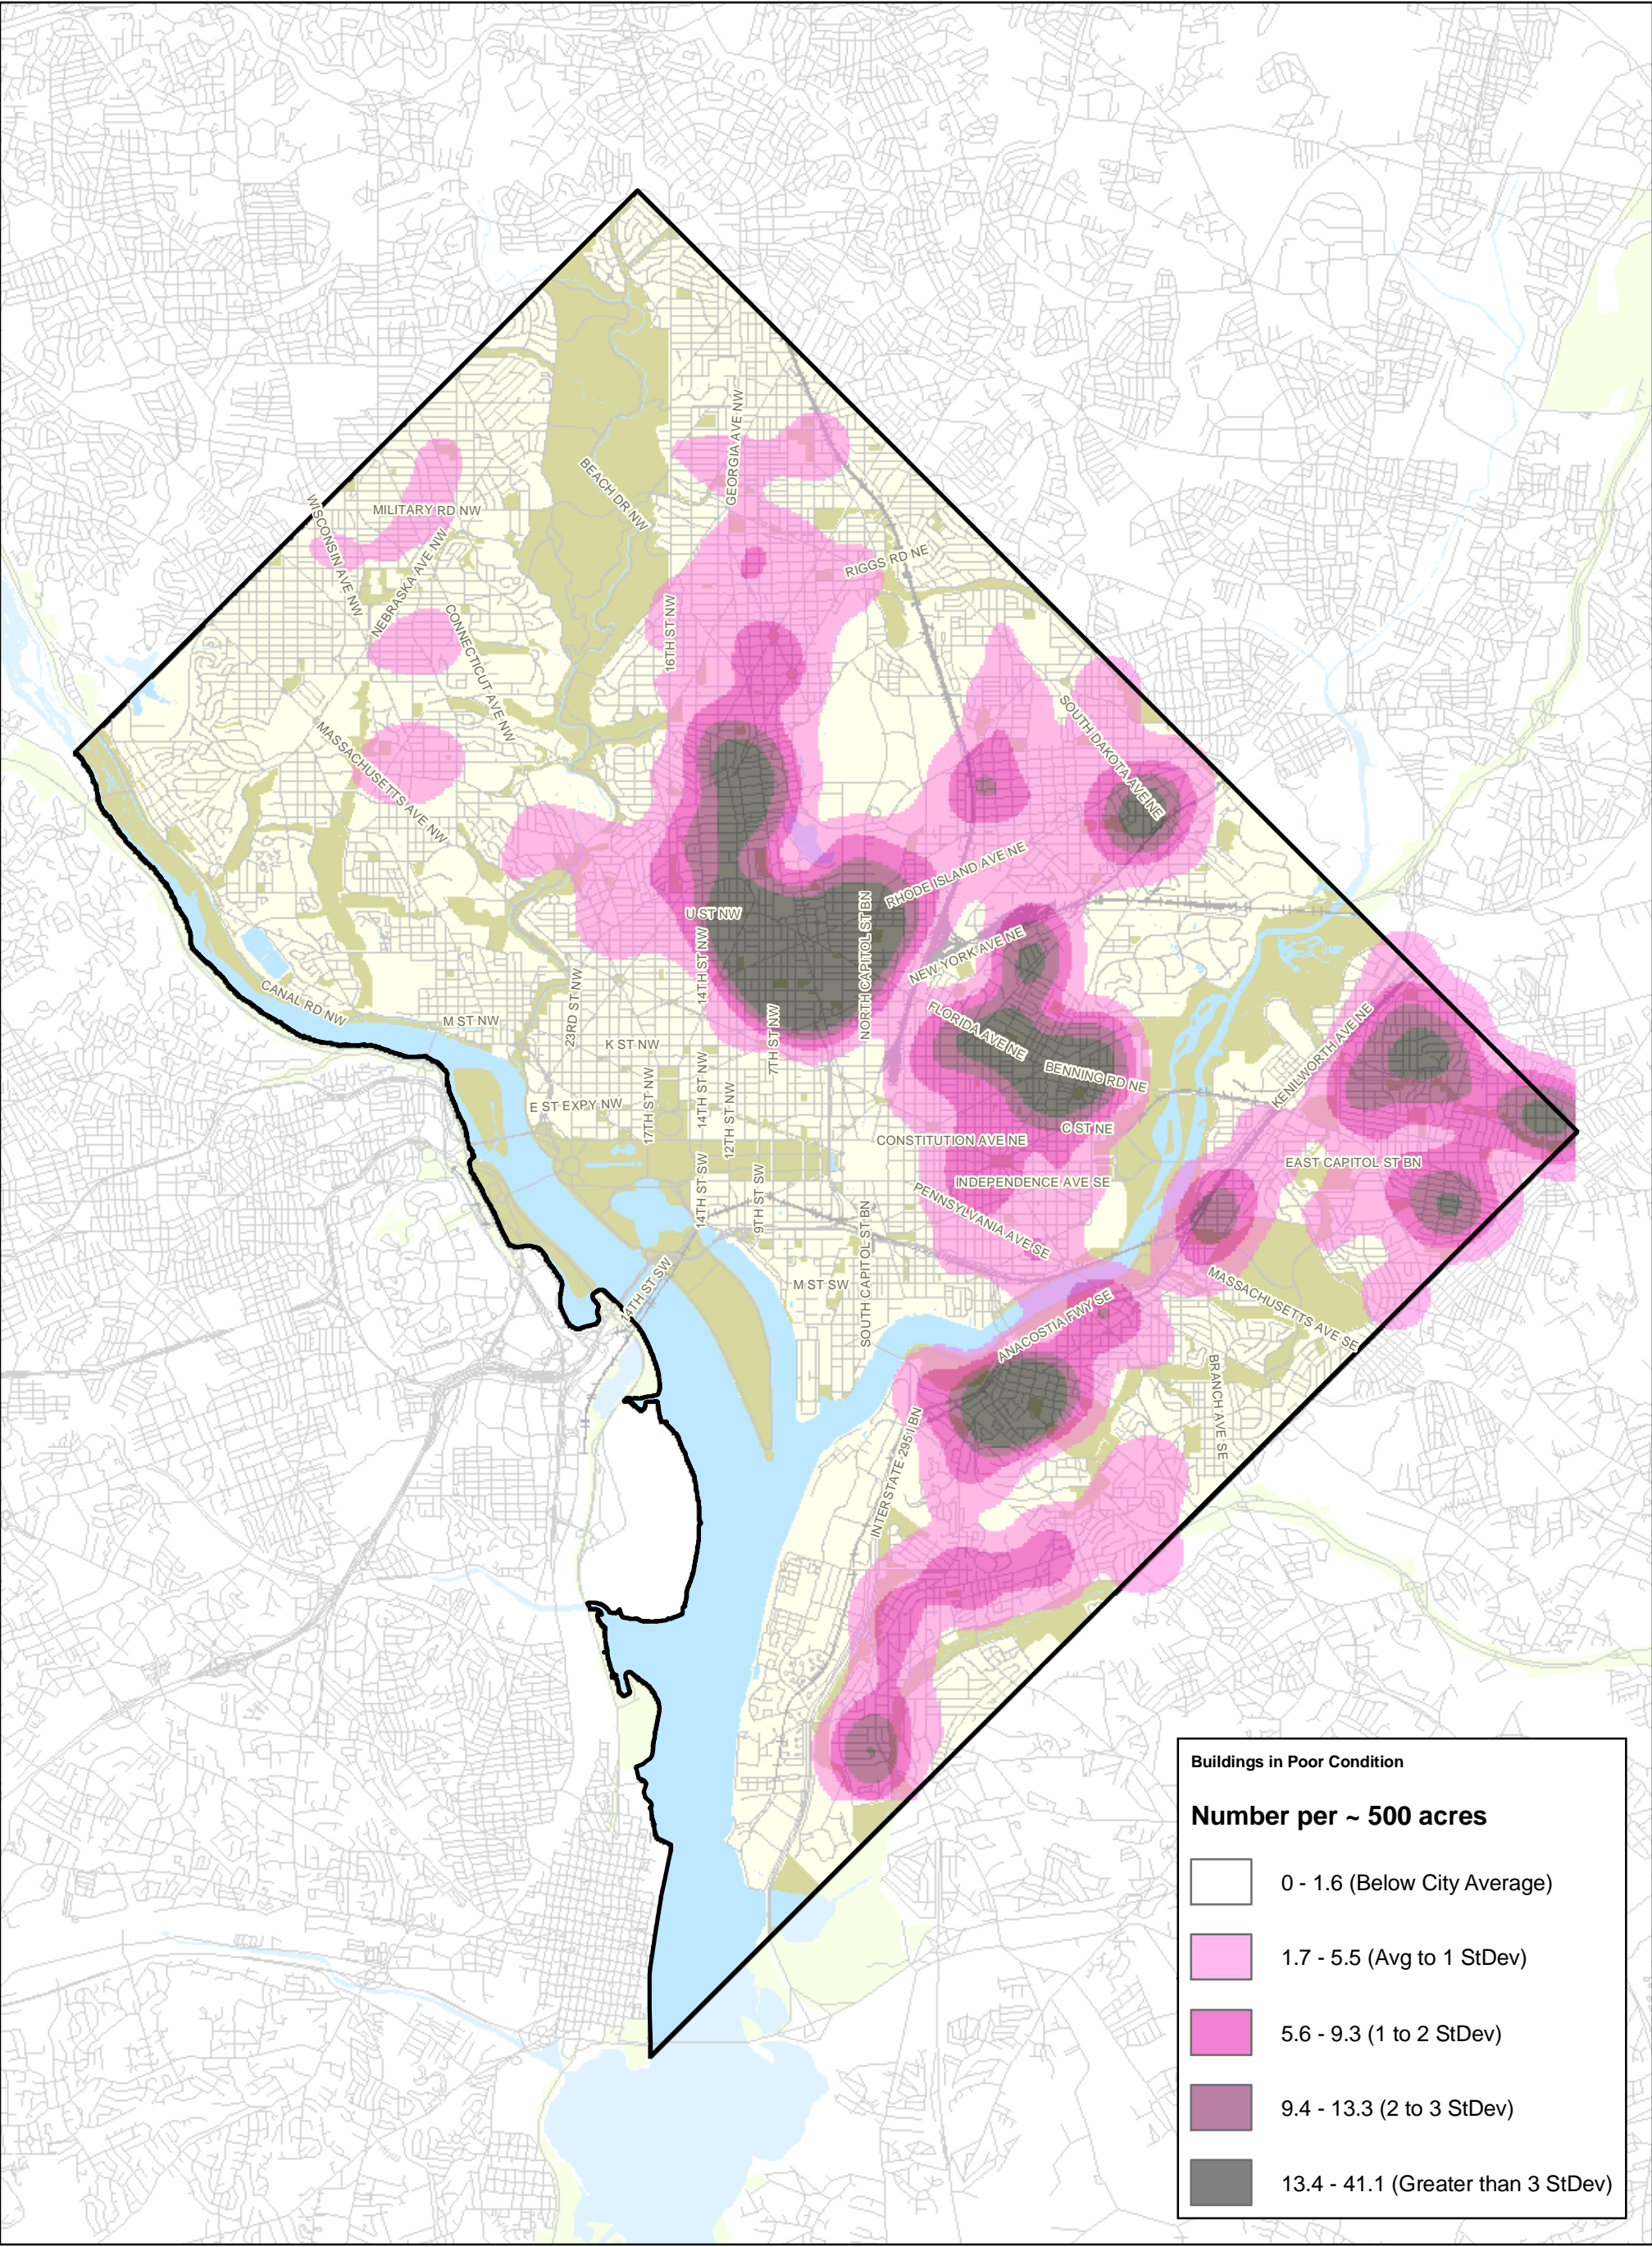 GEORGIA AVE NW
BEACH DR NW
WISCONSIN AVE NW
MILITARY RD NW
NEBRASKA AVE NW
RIGGS RD NE
CONNECTICUT AVE NW
16TH ST NW
SOUTH DAKOTA AVE NE
MASSACHUSETTS AVE NW
RHODE ISLAND AVE NE
U ST NW
14TH ST NW
NORTH CAPITOL ST BN
NEW YORK AVE NE
CANAL RD NW
M ST NW
23RD ST NW
K ST NW
7TH ST NW
FLORIDA AVE NE
BENNING RD NE
KENILWORTH AVE NE
E ST EXPY NW
17TH ST NW
14TH ST NW
12TH ST NW
C ST NE
CONSTITUTION AVE NE
EAST CAPITOL ST BN
INDEPENDENCE AVE SE
14TH ST SW
9TH ST SW
PENNSYLVANIA AVE SE
SOUTH CAPITOL ST BN
14TH ST SW
M ST SW
MASSACHUSETTS AVE SE
ANACOSTIA FWY SE
BRANCH AVE SE
INTERSTATE 295 I BN
Buildings in Poor Condition
Number per ~ 500 acres
0 - 1.6 (Below City Average)
1.7 - 5.5 (Avg to 1 StDev)
5.6 - 9.3 (1 to 2 StDev)
9.4 - 13.3 (2 to 3 StDev)
13.4 - 41.1 (Greater than 3 StDev)